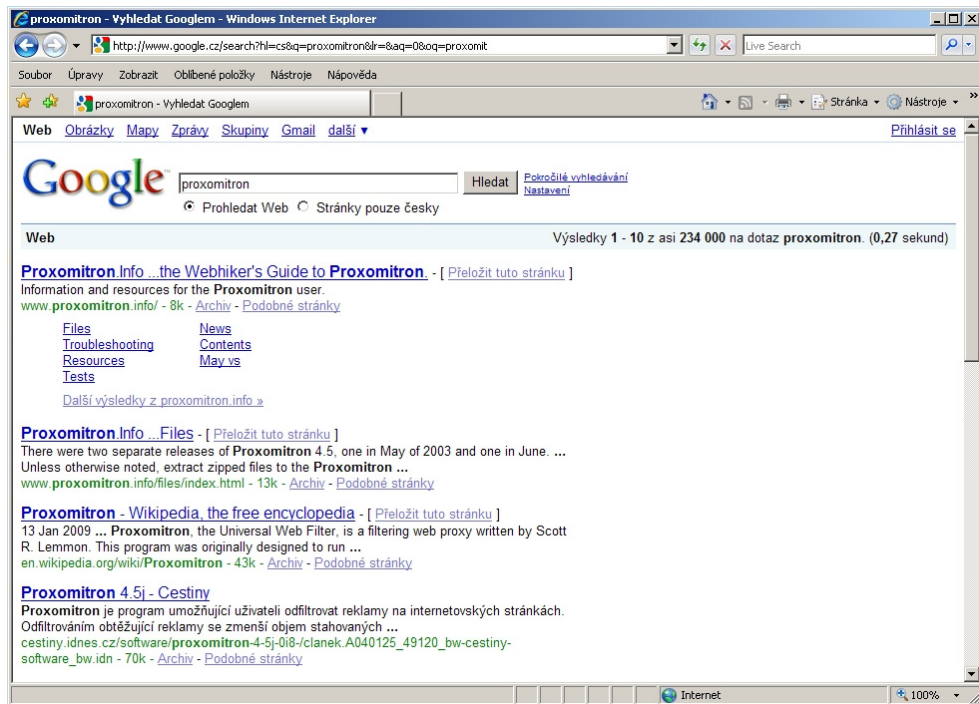 proxomitron - Vyhledat Googlem - Windows Internet Explorer
http://www.google.cz/search?hl=cs&q=proxomitron&lr=&aq=0&oq=proxomit
Live Search
Soubor Úpravy Zobrazit Oblíbené položky Nástroje Nápověda
proxomitron - Vyhledat Googlem
Stránka Nástroje »
Web Obrázky Mapy Zprávy Skupiny Gmail další ▼ Přihlásit se
Google™ proxomitron Hledat Pokročilé vyhledávání
Nastavení
Prohledat Web Stránky pouze česky
Web Výsledky 1 - 10 z asi 234 000 na dotaz proxomitron. (0,27 sekund)
Proxomitron.Info ...the Webhiker's Guide to Proxomitron. - [ Přeložit tuto stránku ]
Information and resources for the Proxomitron user.
www.proxomitron.info/ - 8k - Archiv - Podobné stránky
Files News
Troubleshooting Contents
Resources May vs
Tests
Další výsledky z proxomitron.info »
Proxomitron.Info ...Files - [ Přeložit tuto stránku ]
There were two separate releases of Proxomitron 4.5, one in May of 2003 and one in June. ...
Unless otherwise noted, extract zipped files to the Proxomitron ...
www.proxomitron.info/files/index.html - 13k - Archiv - Podobné stránky
Proxomitron - Wikipedia, the free encyclopedia - [ Přeložit tuto stránku ]
13 Jan 2009 ... Proxomitron, the Universal Web Filter, is a filtering web proxy written by Scott
R. Lemmon. This program was originally designed to run ...
en.wikipedia.org/wiki/Proxomitron - 43k - Archiv - Podobné stránky
Proxomitron 4.5j - Cestiny
Proxomitron je program umožňující uživateli odfiltrovat reklamy na internetovských stránkách.
Odfiltrováním obtěžující reklamy se zmenší objem stahovaných ...
cestiny.idnes.cz/software/proxomitron-4-5j-0i8-/clanek.A040125_49120_bw-cestiny-
software_bw.idn - 70k - Archiv - Podobné stránky
Internet 100%